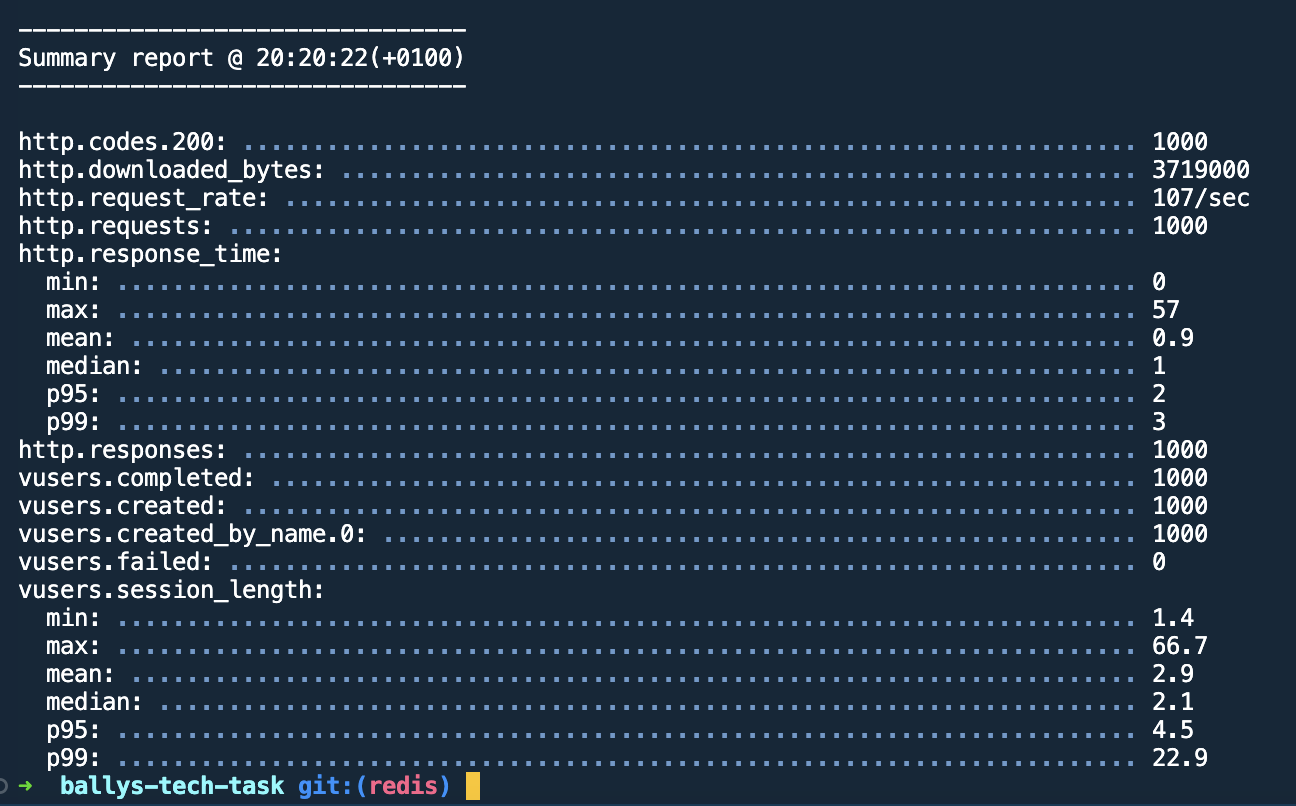 --------------------------------
Summary report @ 20:20:22(+0100)
--------------------------------
http.codes.200: ................................................................ 1000
http.downloaded_bytes: ......................................................... 3719000
http.request_rate: ............................................................. 107/sec
http.requests: ................................................................. 1000
http.response_time:
  min: ......................................................................... 0
  max: ......................................................................... 57
  mean: ........................................................................ 0.9
  median: ...................................................................... 1
  p95: ......................................................................... 2
  p99: ......................................................................... 3
http.responses: ................................................................ 1000
vusers.completed: .............................................................. 1000
vusers.created: ................................................................ 1000
vusers.created_by_name.0: ...................................................... 1000
vusers.failed: ................................................................. 0
vusers.session_length:
  min: ......................................................................... 1.4
  max: ......................................................................... 66.7
  mean: ........................................................................ 2.9
  median: ...................................................................... 2.1
  p95: ......................................................................... 4.5
  p99: ......................................................................... 22.9
➜  ballys-tech-task git:(redis)